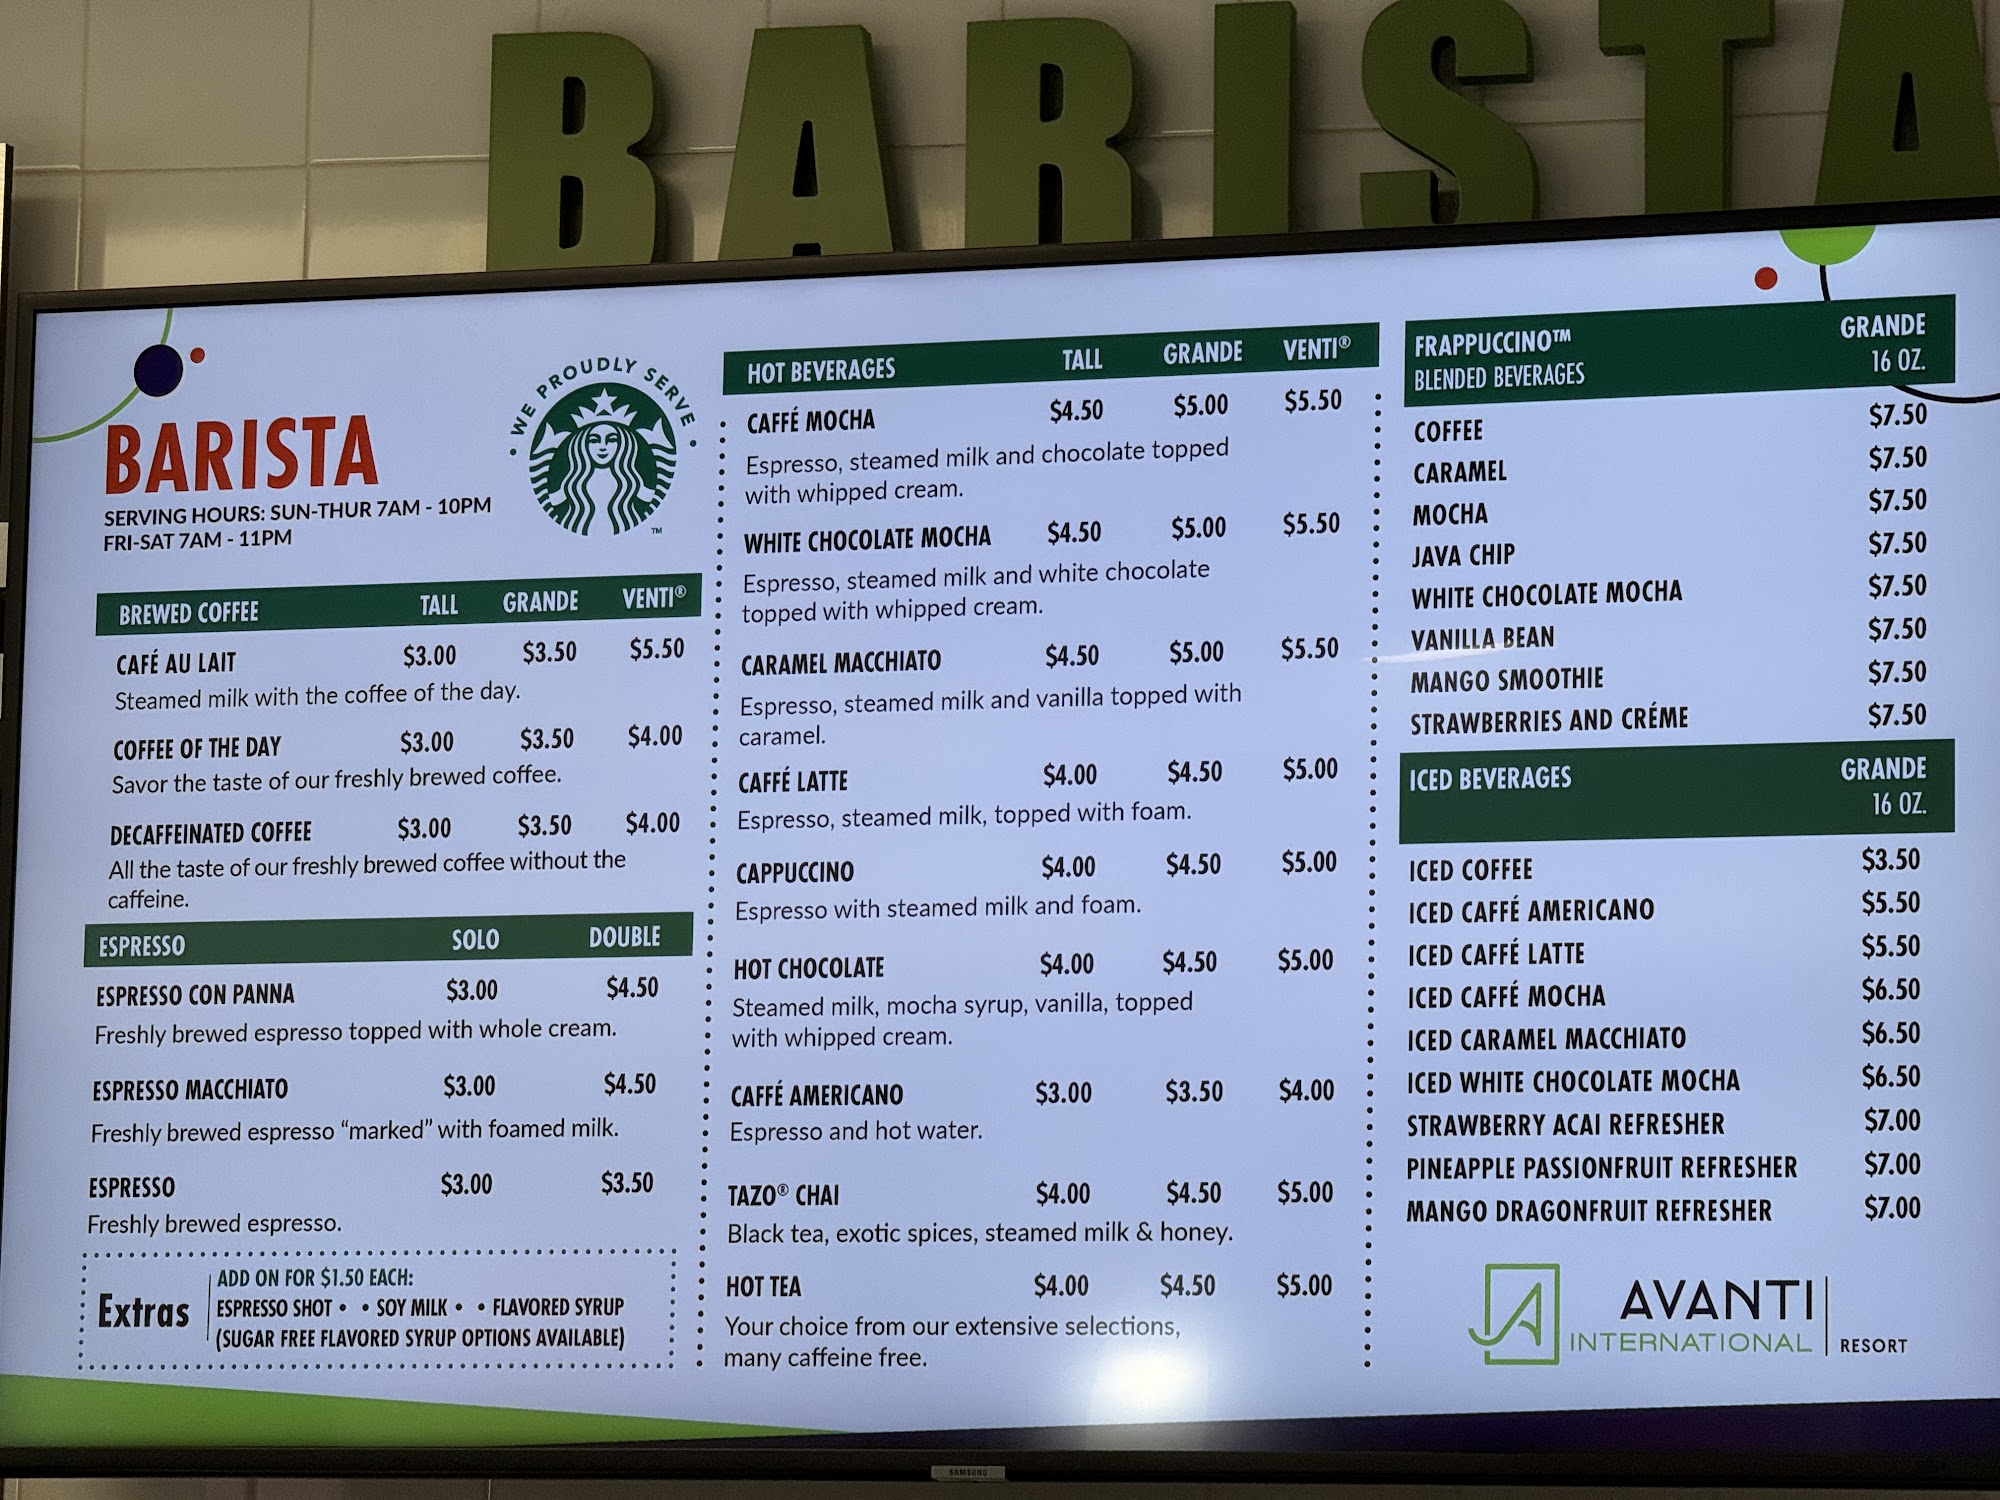 BARISTA
BARISTA
SERVING HOURS: SUN-THUR 7AM - 10PM
FRI-SAT 7AM - 11PM
• WE PROUDLY SERVE •
TM
BREWED COFFEE TALL GRANDE VENTI®
CAFÉ AU LAIT $3.00 $3.50 $5.50
Steamed milk with the coffee of the day.
COFFEE OF THE DAY $3.00 $3.50 $4.00
Savor the taste of our freshly brewed coffee.
DECAFFEINATED COFFEE $3.00 $3.50 $4.00
All the taste of our freshly brewed coffee without the
caffeine.
ESPRESSO SOLO DOUBLE
ESPRESSO CON PANNA $3.00 $4.50
Freshly brewed espresso topped with whole cream.
ESPRESSO MACCHIATO $3.00 $4.50
Freshly brewed espresso “marked” with foamed milk.
ESPRESSO $3.00 $3.50
Freshly brewed espresso.
Extras
ADD ON FOR $1.50 EACH:
ESPRESSO SHOT • • SOY MILK • • FLAVORED SYRUP
(SUGAR FREE FLAVORED SYRUP OPTIONS AVAILABLE)
HOT BEVERAGES TALL GRANDE VENTI®
CAFFÉ MOCHA $4.50 $5.00 $5.50
Espresso, steamed milk and chocolate topped
with whipped cream.
WHITE CHOCOLATE MOCHA $4.50 $5.00 $5.50
Espresso, steamed milk and white chocolate
topped with whipped cream.
CARAMEL MACCHIATO $4.50 $5.00 $5.50
Espresso, steamed milk and vanilla topped with
caramel.
CAFFÉ LATTE $4.00 $4.50 $5.00
Espresso, steamed milk, topped with foam.
CAPPUCCINO $4.00 $4.50 $5.00
Espresso with steamed milk and foam.
HOT CHOCOLATE $4.00 $4.50 $5.00
Steamed milk, mocha syrup, vanilla, topped
with whipped cream.
CAFFÉ AMERICANO $3.00 $3.50 $4.00
Espresso and hot water.
TAZO® CHAI $4.00 $4.50 $5.00
Black tea, exotic spices, steamed milk & honey.
HOT TEA $4.00 $4.50 $5.00
Your choice from our extensive selections,
many caffeine free.
FRAPPUCCINO™ GRANDE
BLENDED BEVERAGES 16 OZ.
COFFEE $7.50
CARAMEL $7.50
MOCHA $7.50
JAVA CHIP $7.50
WHITE CHOCOLATE MOCHA $7.50
VANILLA BEAN $7.50
MANGO SMOOTHIE $7.50
STRAWBERRIES AND CRÉME $7.50
ICED BEVERAGES GRANDE
16 OZ.
ICED COFFEE $3.50
ICED CAFFÉ AMERICANO $5.50
ICED CAFFÉ LATTE $5.50
ICED CAFFÉ MOCHA $6.50
ICED CARAMEL MACCHIATO $6.50
ICED WHITE CHOCOLATE MOCHA $6.50
STRAWBERRY ACAI REFRESHER $7.00
PINEAPPLE PASSIONFRUIT REFRESHER $7.00
MANGO DRAGONFRUIT REFRESHER $7.00
AVANTI
INTERNATIONAL RESORT
SAMSUNG